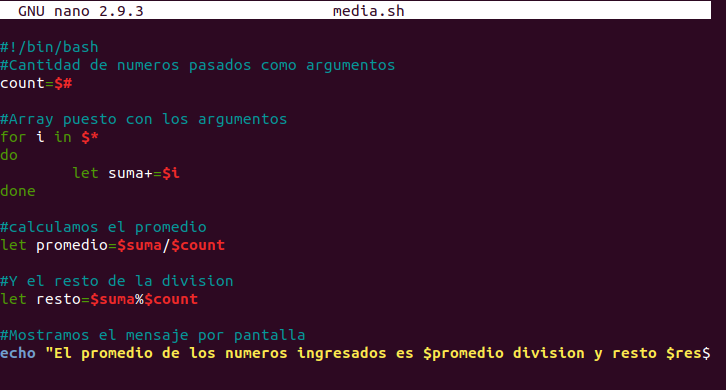 GNU nano 2.9.3 media.sh
#!/bin/bash
#Cantidad de numeros pasados como argumentos
count=$#
#Array puesto con los argumentos
for i in $*
do
let suma+=$i
done
#calculamos el promedio
let promedio=$suma/$count
#Y el resto de la division
let resto=$suma%$count
#Mostramos el mensaje por pantalla
echo "El promedio de los numeros ingresados es $promedio division y resto $res$